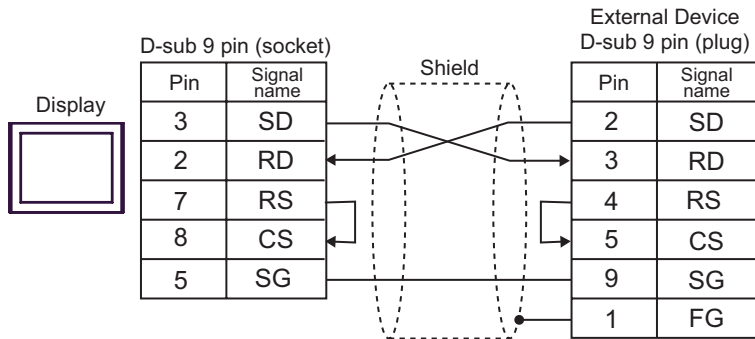 External Device
D-sub 9 pin (socket)
D-sub 9 pin (plug)
Shield
Display
Pin Signal name
3 SD
2 RD
7 RS
8 CS
5 SG
Pin Signal name
2 SD
3 RD
4 RS
5 CS
9 SG
1 FG